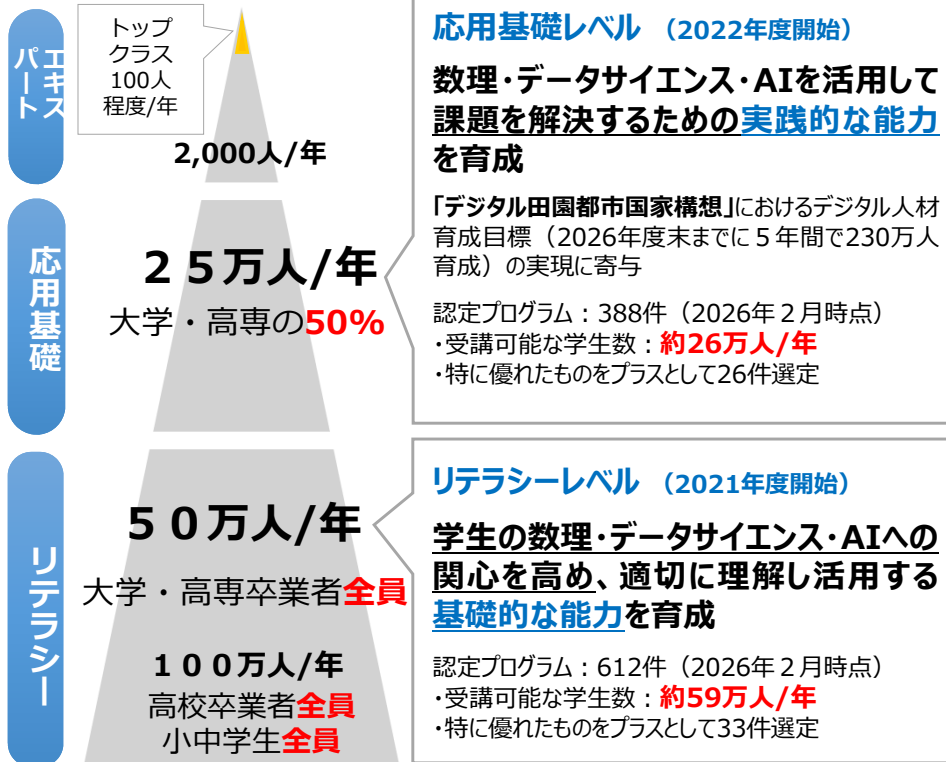 エキスパート
トップ
クラス
100人
程度/年
2,000人/年
応用基礎
２５万人/年
大学・高専の50%
リテラシー
５０万人/年
大学・高専卒業者全員
１００万人/年
高校卒業者全員
小中学生全員
応用基礎レベル （2022年度開始）
数理・データサイエンス・AIを活用して
課題を解決するための実践的な能力
を育成
「デジタル田園都市国家構想」におけるデジタル人材
育成目標（2026年度末までに５年間で230万人
育成）の実現に寄与
認定プログラム：388件（2026年２月時点）
・受講可能な学生数：約26万人/年
・特に優れたものをプラスとして26件選定
リテラシーレベル （2021年度開始）
学生の数理・データサイエンス・AIへの
関心を高め、適切に理解し活用する
基礎的な能力を育成
認定プログラム：612件（2026年２月時点）
・受講可能な学生数：約59万人/年
・特に優れたものをプラスとして33件選定